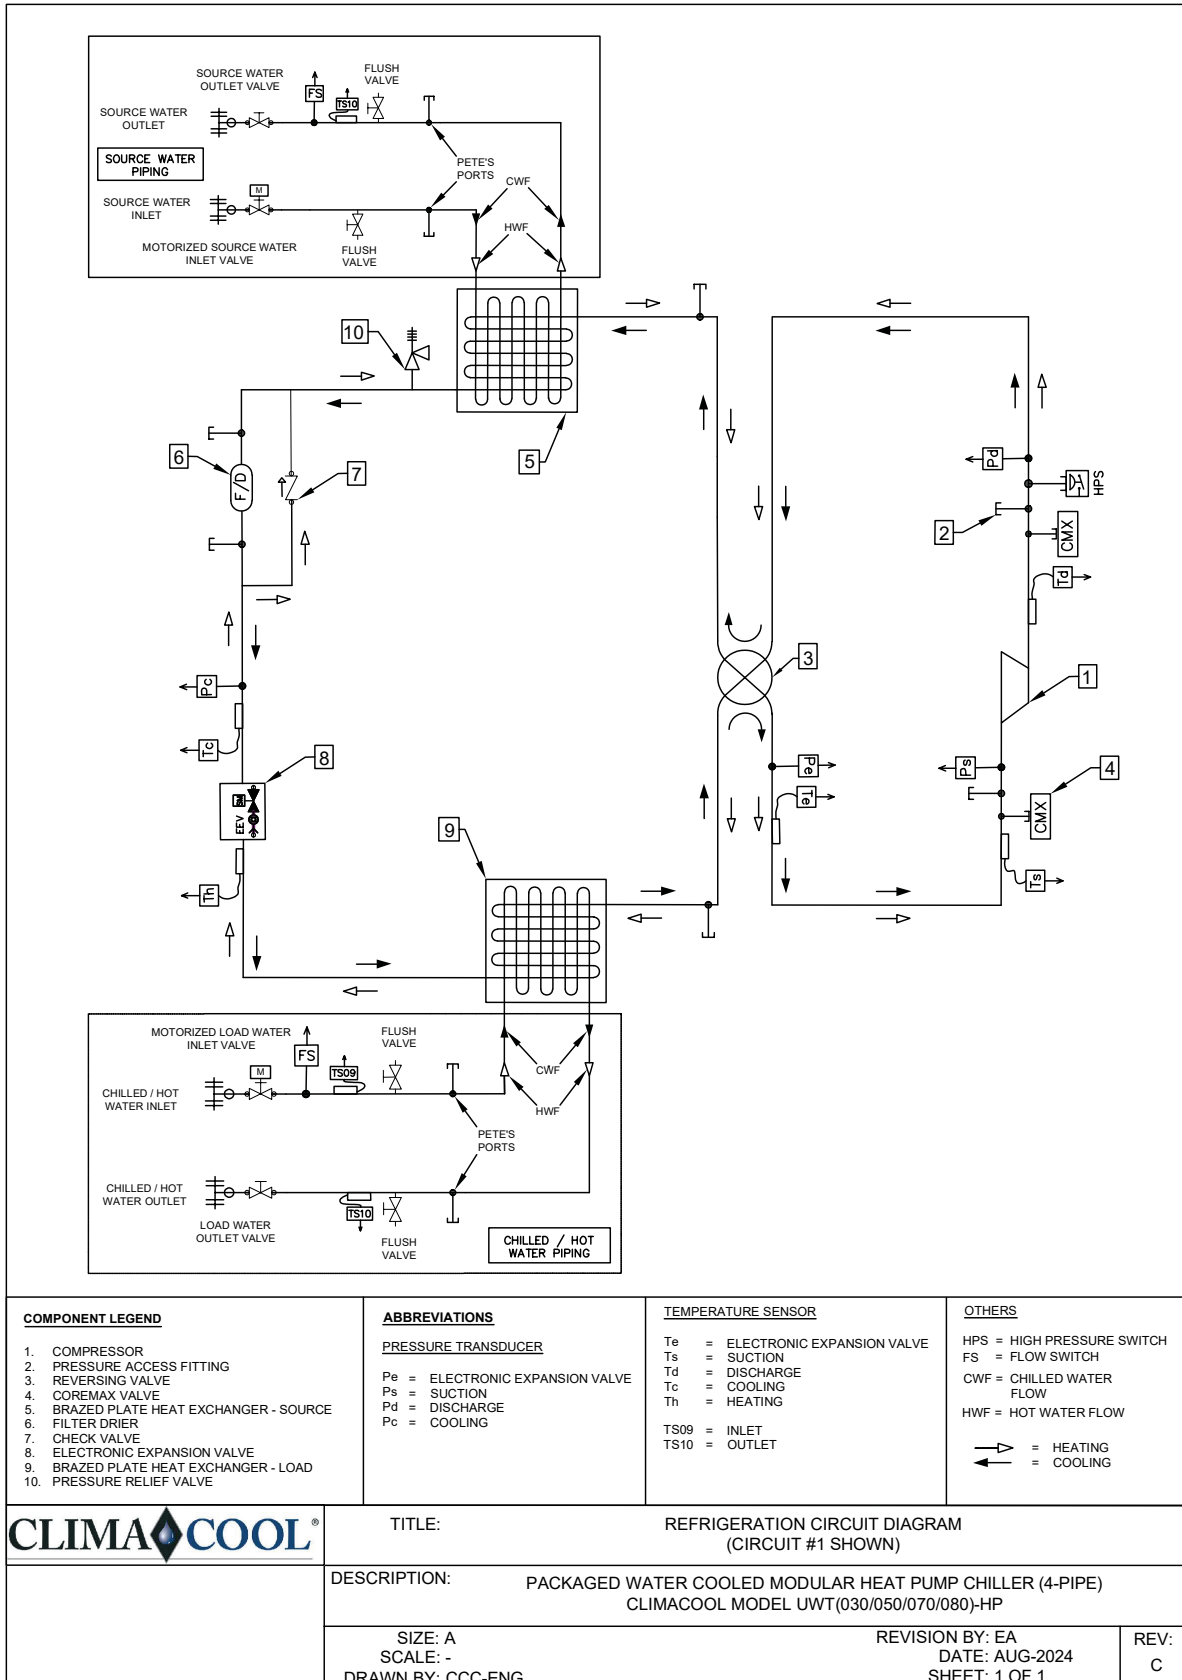 SOURCE WATER
OUTLET VALVE
FLUSH
VALVE
FS
TS10
SOURCE WATER
OUTLET
SOURCE WATER
PIPING
PETE'S
PORTS
CWF
SOURCE WATER
INLET
M
HWF
MOTORIZED SOURCE WATER
INLET VALVE
FLUSH
VALVE
10
5
6
F/D
7
Pd
HPS
2
CMX
Td
3
1
Pc
Tc
8
EEV
Pe
Te
Ps
4
CMX
Ts
9
Th
MOTORIZED LOAD WATER
INLET VALVE
FS
FLUSH
VALVE
M
TS09
CWF
CHILLED / HOT
WATER INLET
HWF
PETE'S
PORTS
CHILLED / HOT
WATER OUTLET
TS10
LOAD WATER
OUTLET VALVE
FLUSH
VALVE
CHILLED / HOT
WATER PIPING
COMPONENT LEGEND
1. COMPRESSOR
2. PRESSURE ACCESS FITTING
3. REVERSING VALVE
4. COREMAX VALVE
5. BRAZED PLATE HEAT EXCHANGER - SOURCE
6. FILTER DRIER
7. CHECK VALVE
8. ELECTRONIC EXPANSION VALVE
9. BRAZED PLATE HEAT EXCHANGER - LOAD
10. PRESSURE RELIEF VALVE
ABBREVIATIONS
PRESSURE TRANSDUCER
Pe = ELECTRONIC EXPANSION VALVE
Ps = SUCTION
Pd = DISCHARGE
Pc = COOLING
TEMPERATURE SENSOR
Te = ELECTRONIC EXPANSION VALVE
Ts = SUCTION
Td = DISCHARGE
Tc = COOLING
Th = HEATING
TS09 = INLET
TS10 = OUTLET
OTHERS
HPS = HIGH PRESSURE SWITCH
FS = FLOW SWITCH
CWF = CHILLED WATER
FLOW
HWF = HOT WATER FLOW
= HEATING
= COOLING
CLIMACOOL®
TITLE: REFRIGERATION CIRCUIT DIAGRAM
(CIRCUIT #1 SHOWN)
DESCRIPTION: PACKAGED WATER COOLED MODULAR HEAT PUMP CHILLER (4-PIPE)
CLIMACOOL MODEL UWT(030/050/070/080)-HP
SIZE: A
SCALE: -
DRAWN BY: CCC-ENG
REVISION BY: EA
DATE: AUG-2024
SHEET: 1 OF 1
REV:
C